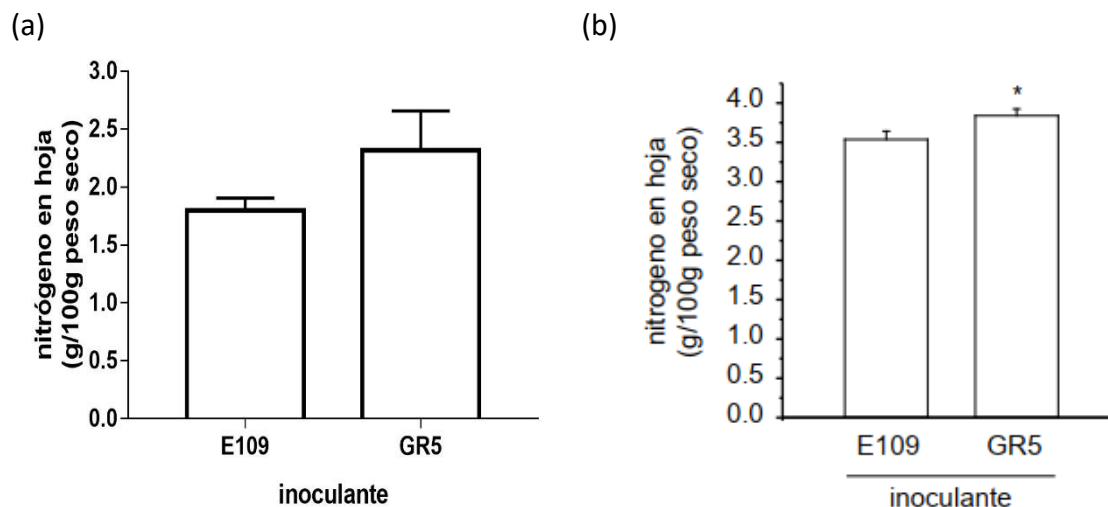 (a)
nitrógeno en hoja
(g/100g peso seco)
3.0
2.5
2.0
1.5
1.0
0.5
0.0
E109
GR5
inoculante
(b)
nitrogeno en hoja
(g/100g peso seco)
4.0
3.5
3.0
2.5
2.0
1.5
1.0
0.5
0.0
*
E109
GR5
inoculante